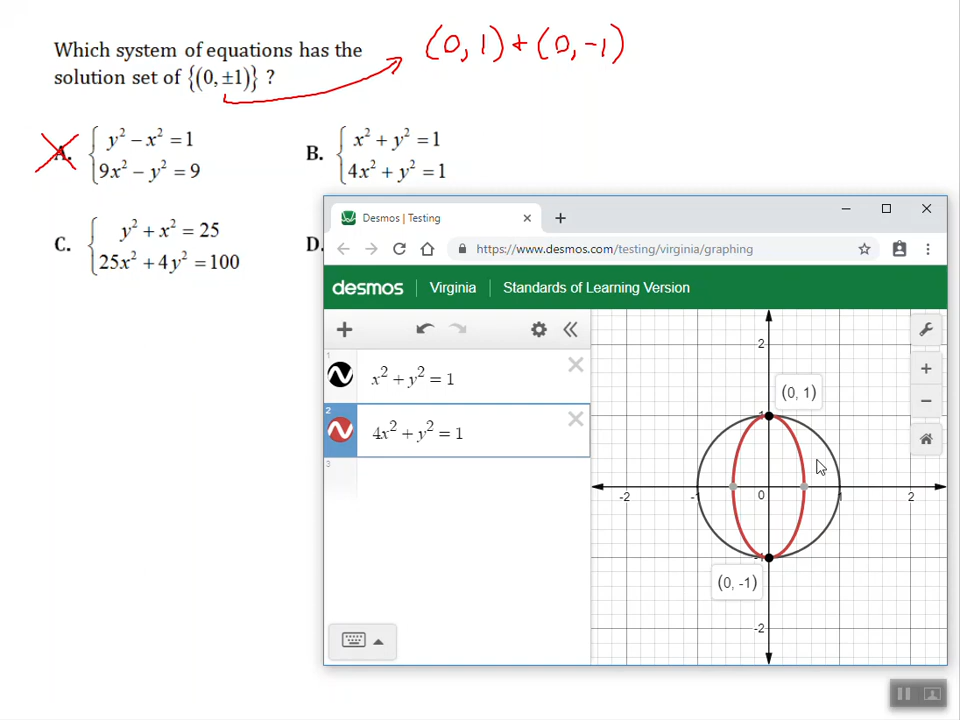 Which system of equations has the
solution set of {(0, ±1)} ?
(0, 1) + (0, -1)
A. { y² − x² = 1
9x² − y² = 9
B. { x² + y² = 1
4x² + y² = 1
C. { y² + x² = 25
25x² + 4y² = 100
D.
Desmos | Testing
https://www.desmos.com/testing/virginia/graphing
desmos Virginia Standards of Learning Version
1
x² + y² = 1
2
4x² + y² = 1
3
2
(0, 1)
1
-2 -1 0 1 2
-1
(0, -1)
-2